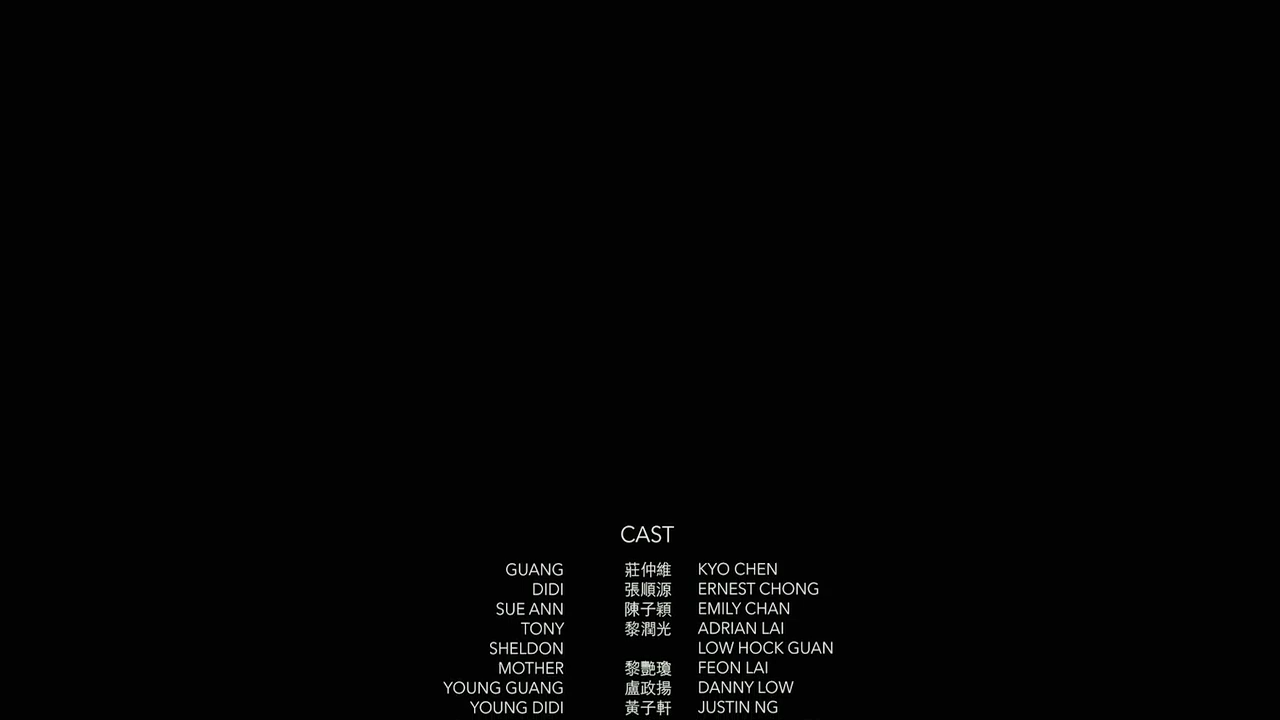 CAST
GUANG 莊仲維 KYO CHEN
DIDI 張順源 ERNEST CHONG
SUE ANN 陳子穎 EMILY CHAN
TONY 黎潤光 ADRIAN LAI
SHELDON LOW HOCK GUAN
MOTHER 黎艷瓊 FEON LAI
YOUNG GUANG 盧政揚 DANNY LOW
YOUNG DIDI 黃子軒 JUSTIN NG